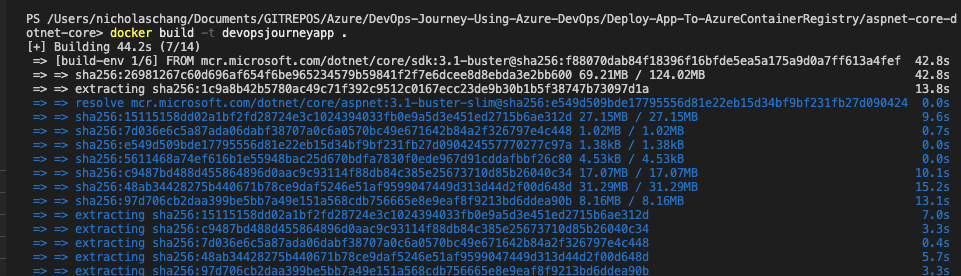 PS /Users/nicholaschang/Documents/GITREPOS/Azure/DevOps-Journey-Using-Azure-DevOps/Deploy-App-To-AzureContainerRegistry/aspnet-core-d
otnet-core> docker build -t devopsjourneyapp .
[+] Building 44.2s (7/14)
=> [build-env 1/6] FROM mcr.microsoft.com/dotnet/core/sdk:3.1-buster@sha256:f88070dab84f18396f16bfde5ea5a175a9d0a7ff613a4fef 42.8s
=> => sha256:26981267c60d696af654f6be965234579b59841f2f7e6dcee8d8ebda3e2bb600 69.21MB / 124.02MB 42.8s
=> => extracting sha256:1c9a8b42b5780ac49c71f392c9512c0167ecc23de9b30b1b5f38747b73097d1a 13.8s
=> => resolve mcr.microsoft.com/dotnet/core/aspnet:3.1-buster-slim@sha256:e549d509bde17795556d81e22eb15d34bf9bf231fb27d090424 0.0s
=> => sha256:15115158dd02a1bf2fd28724e3c1024394033fb0e9a5d3e451ed2715b6ae312d 27.15MB / 27.15MB 9.6s
=> => sha256:7d036e6c5a87ada06dabf38707a0c6a0570bc49e671642b84a2f326797e4c448 1.02MB / 1.02MB 0.7s
=> => sha256:e549d509bde17795556d81e22eb15d34bf9bf231fb27d090424557770277c97a 1.38kB / 1.38kB 0.0s
=> => sha256:5611468a74ef616b1e55948bac25d670bdfa7830f0ede967d91cddafbbf26c80 4.53kB / 4.53kB 0.0s
=> => sha256:c9487bd488d455864896d0aac9c93114f88db84c385e25673710d85b26040c34 17.07MB / 17.07MB 10.1s
=> => sha256:48ab34428275b440671b78ce9daf5246e51af9599047449d313d44d2f00d648d 31.29MB / 31.29MB 15.2s
=> => sha256:97d706cb2daa399be5bb7a49e151a568cdb756665e8e9eaf8f9213bd6ddea90b 8.16MB / 8.16MB 13.1s
=> => extracting sha256:15115158dd02a1bf2fd28724e3c1024394033fb0e9a5d3e451ed2715b6ae312d 7.0s
=> => extracting sha256:c9487bd488d455864896d0aac9c93114f88db84c385e25673710d85b26040c34 3.3s
=> => extracting sha256:7d036e6c5a87ada06dabf38707a0c6a0570bc49e671642b84a2f326797e4c448 0.4s
=> => extracting sha256:48ab34428275b440671b78ce9daf5246e51af9599047449d313d44d2f00d648d 5.7s
=> => extracting sha256:97d706cb2daa399be5bb7a49e151a568cdb756665e8e9eaf8f9213bd6ddea90b 3.3s